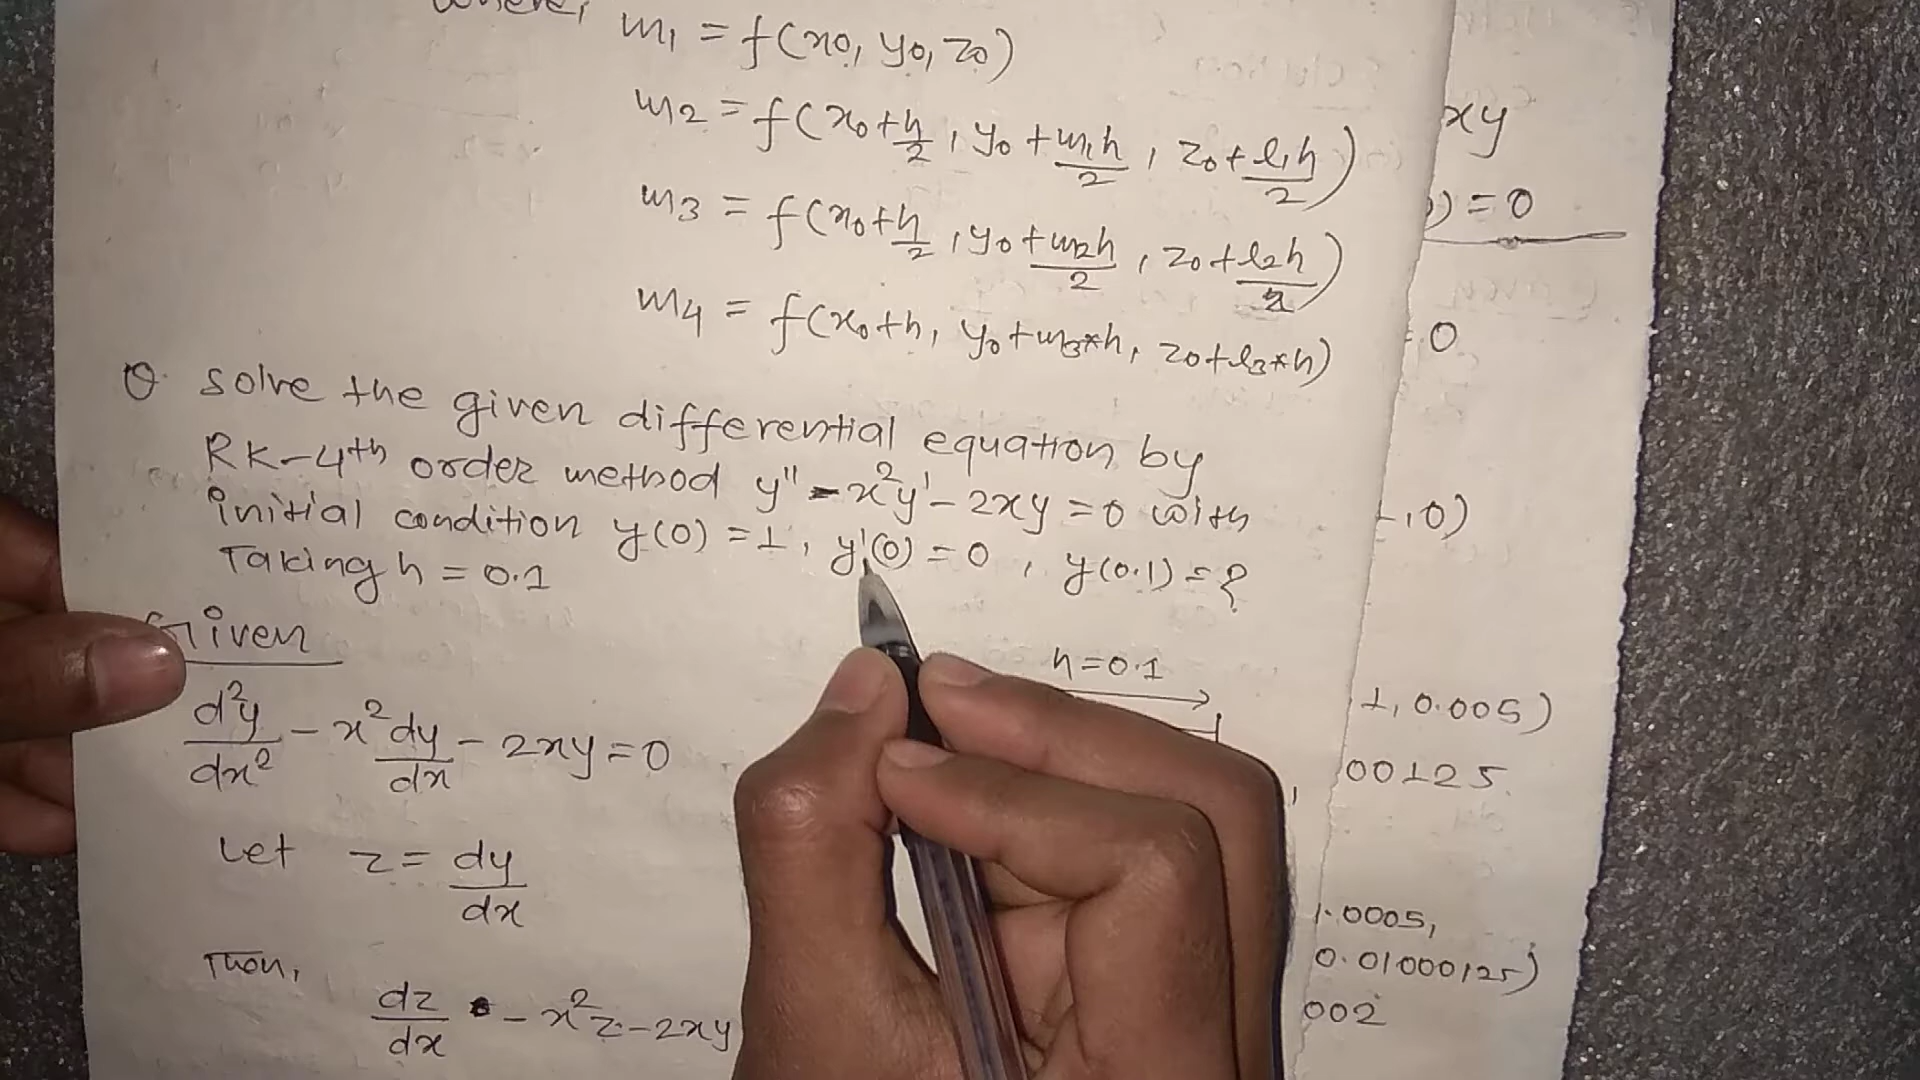 where,
m1 = f(x0, y0, z0)
m2 = f(x0+h/2, y0+m1h/2, z0+l1h/2)
m3 = f(x0+h/2, y0+m2h/2, z0+l2h/2)
m4 = f(x0+h, y0+m3*h, z0+l3*h)
Q. solve the given differential equation by
RK-4th order method y'' - x²y' - 2xy = 0 with
initial condition y(0) = 1, y'(0) = 0, y(0.1) = ?
Taking h = 0.1
Given
d²y/dx² - x² dy/dx - 2xy = 0
h = 0.1
Let z = dy/dx
Then,
dz/dx - x²z - 2xy
xy
) = 0
0
1, 0)
1, 0.005)
00125
1.0005,
0.01000125)
002